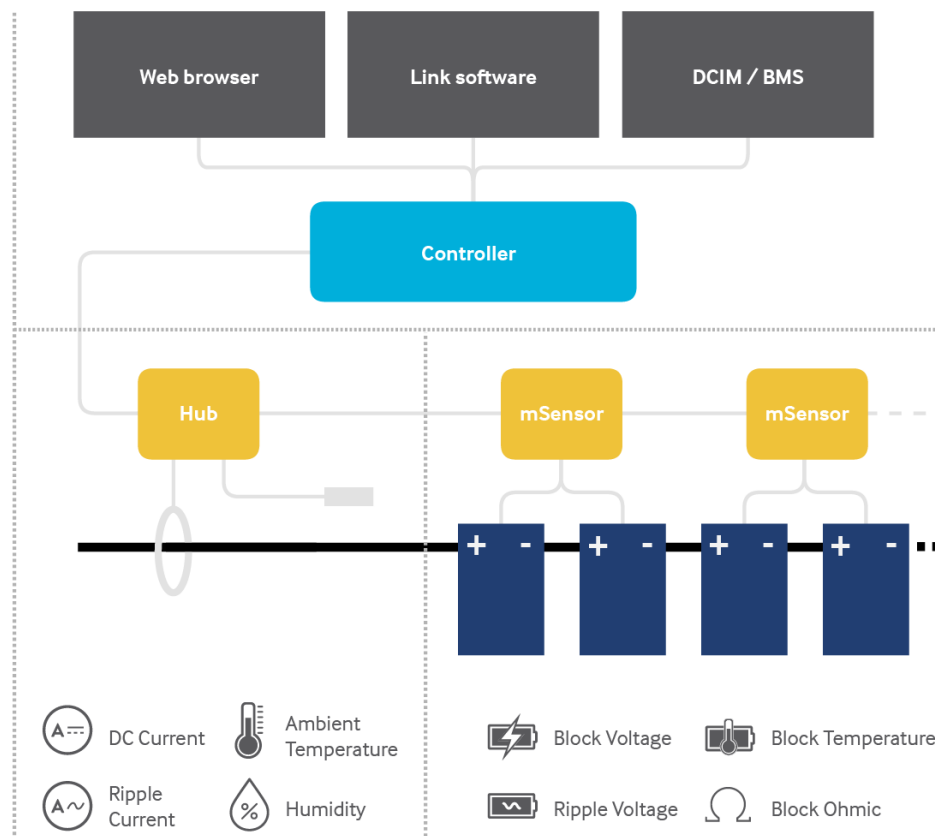 Web browser
Link software
DCIM / BMS
Controller
Hub
mSensor
mSensor
+ -
+ -
+ -
+ -
A
DC Current
Ambient
Temperature
A
Ripple
Current
%
Humidity
Block Voltage
Block Temperature
Ripple Voltage
Ω
Block Ohmic